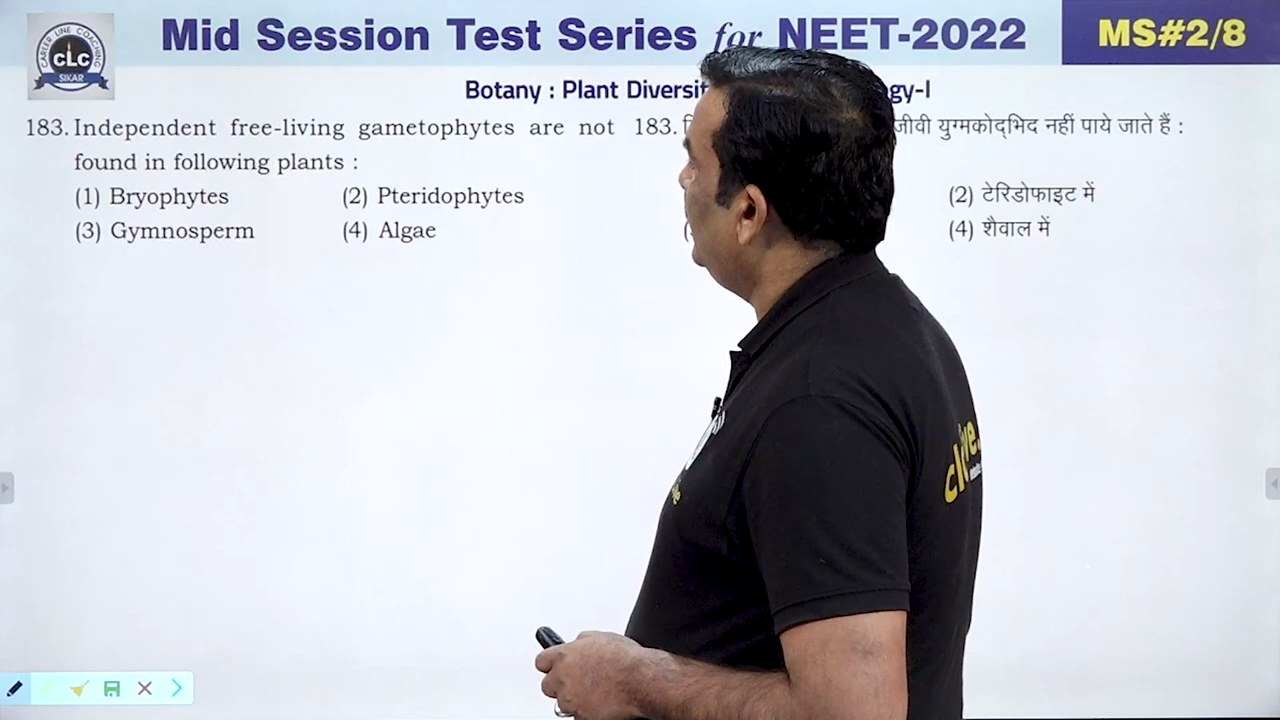 CAREER LINE COACHING
CLC
SIKAR
Mid Session Test Series for NEET-2022
MS#2/8
Botany : Plant Diversit gy-I
183. Independent free-living gametophytes are not
found in following plants :
(1) Bryophytes (2) Pteridophytes
(3) Gymnosperm (4) Algae
183. जीवी युग्मकोद्भिद नहीं पाये जाते हैं :
(2) टेरिडोफाइट में
(4) शैवाल में